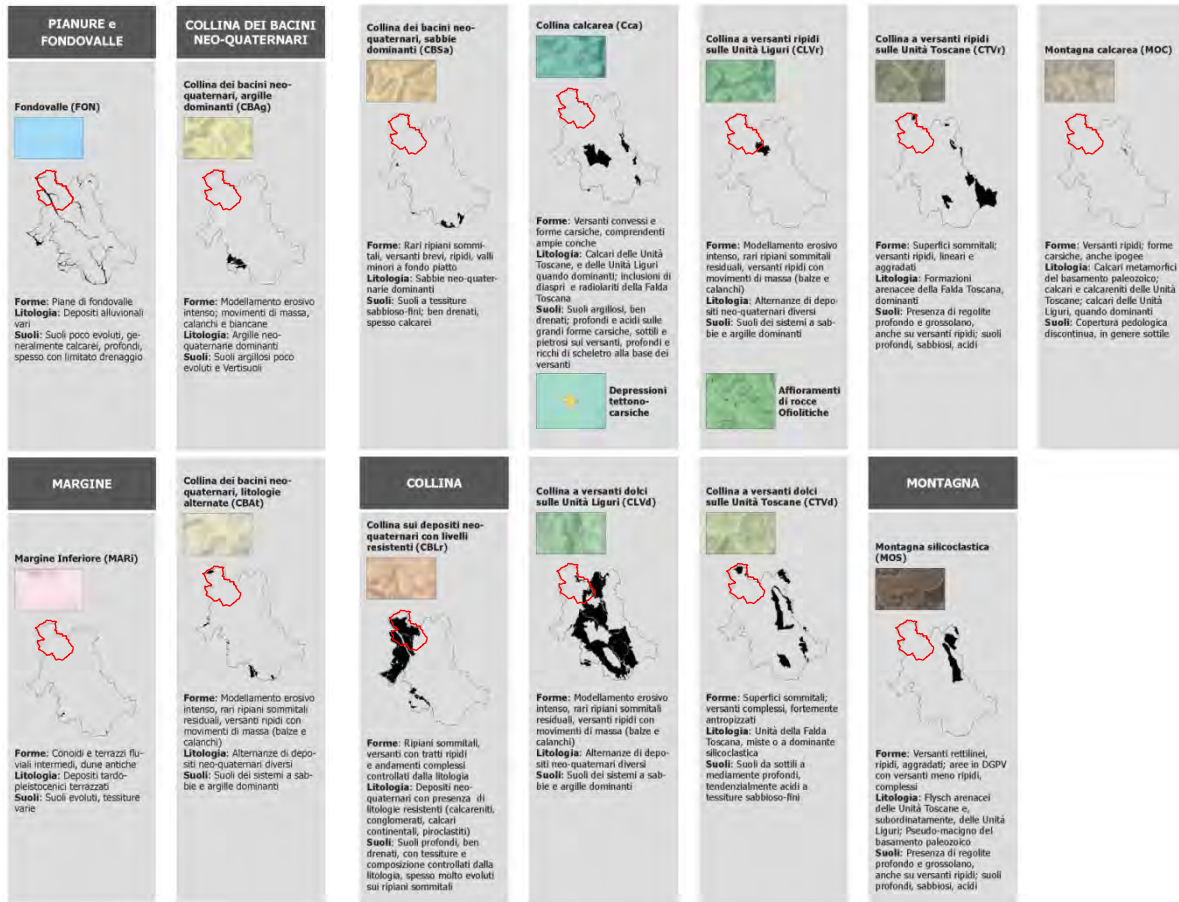 PIANURE e
FONDOVALLE
Fondovalle (FON)
Forme: Piane di fondovalle
Litologia: Depositi alluvionali
vari
Suoli: Suoli poco evoluti, ge-
neralmente calcarei, profondi,
spesso con limitato drenaggio
COLLINA DEI BACINI
NEO-QUATERNARI
Collina dei bacini neo-
quaternari, argille
dominanti (CBAg)
Forme: Modellamento erosivo
intenso; movimenti di massa,
calanchi e biancane
Litologia: Argille neo-
quaternarie dominanti
Suoli: Suoli argillosi poco
evoluti e Vertisuoli
Collina dei bacini neo-
quaternari, sabbie
dominanti (CBSa)
Forme: Rari ripiani sommi-
tali, versanti brevi, ripidi, valli
minori a fondo piatto
Litologia: Sabbie neo-quater-
narie dominanti
Suoli: Suoli a tessiture
sabbioso-fini; ben drenati,
spesso calcarei
Collina calcarea (Cca)
Forme: Versanti convessi e
forme carsiche, comprendenti
ampie conche
Litologia: Calcari delle Unità
Toscane, e delle Unità Liguri
quando dominanti; inclusioni di
diaspri e radiolariti della Falda
Toscana
Suoli: Suoli argillosi, ben
drenati; profondi e acidi sulle
grandi forme carsiche, sottili e
pietrosi sui versanti, profondi e
ricchi di scheletro alla base dei
versanti
Depressioni
tettono-
carsiche
Collina a versanti ripidi
sulle Unità Liguri (CLVr)
Forme: Modellamento erosivo
intenso, rari ripiani sommitali
residuali, versanti ripidi con
movimenti di massa (balze e
calanchi)
Litologia: Alternanze di depo-
siti neo-quaternari diversi
Suoli: Suoli dei sistemi a sab-
bie e argille dominanti
Affioramenti
di rocce
Ofiolitiche
Collina a versanti ripidi
sulle Unità Toscane (CTVr)
Forme: Superfici sommitali;
versanti ripidi, lineari e
aggradati
Litologia: Formazioni
arenacee della Falda Toscana,
dominanti
Suoli: Presenza di regolite
profondo e grossolano,
anche su versanti ripidi; suoli
profondi, sabbiosi, acidi
Montagna calcarea (MOC)
Forme: Versanti ripidi; forme
carsiche, anche ipogee
Litologia: Calcari metamorfici
del basamento paleozoico;
calcari e calcareniti delle Unità
Toscane; calcari delle Unità
Liguri, quando dominanti
Suoli: Copertura pedologica
discontinua, in genere sottile
MARGINE
Margine Inferiore (MARi)
Forme: Conoidi e terrazzi flu-
viali intermedi, dune antiche
Litologia: Depositi tardo-
pleistocenici terrazzati
Suoli: Suoli evoluti, tessiture
varie
Collina dei bacini neo-
quaternari, litologie
alternate (CBAt)
Forme: Modellamento erosivo
intenso, rari ripiani sommitali
residuali, versanti ripidi con
movimenti di massa (balze e
calanchi)
Litologia: Alternanze di depo-
siti neo-quaternari diversi
Suoli: Suoli dei sistemi a sab-
bie e argille dominanti
COLLINA
Collina sui depositi neo-
quaternari con livelli
resistenti (CBLr)
Forme: Ripiani sommitali,
versanti con tratti ripidi
e andamenti complessi
controllati dalla litologia
Litologia: Depositi neo-
quaternari con presenza di
litologie resistenti (calcareniti,
conglomerati, calcari
continentali, piroclastiti)
Suoli: Suoli profondi, ben
drenati, con tessiture e
composizione controllati dalla
litologia, spesso molto evoluti
sui ripiani sommitali
Collina a versanti dolci
sulle Unità Liguri (CLVd)
Forme: Modellamento erosivo
intenso, rari ripiani sommitali
residuali, versanti ripidi con
movimenti di massa (balze e
calanchi)
Litologia: Alternanze di depo-
siti neo-quaternari diversi
Suoli: Suoli dei sistemi a sab-
bie e argille dominanti
Collina a versanti dolci
sulle Unità Toscane (CTVd)
Forme: Superfici sommitali;
versanti complessi, fortemente
antropizzati
Litologia: Unità della Falda
Toscana, miste o a dominante
silicoclastica
Suoli: Suoli da sottili a
mediamente profondi,
tendenzialmente acidi a
tessiture sabbioso-fini
MONTAGNA
Montagna silicoclastica
(MOS)
Forme: Versanti rettilinei,
ripidi, aggradati; aree in DGPV
con versanti meno ripidi,
complessi
Litologia: Flysch arenacei
delle Unità Toscane e,
subordinatamente, delle Unità
Liguri; Pseudo-macigno del
basamento paleozoico
Suoli: Presenza di regolite
profondo e grossolano,
anche su versanti ripidi; suoli
profondi, sabbiosi, acidi